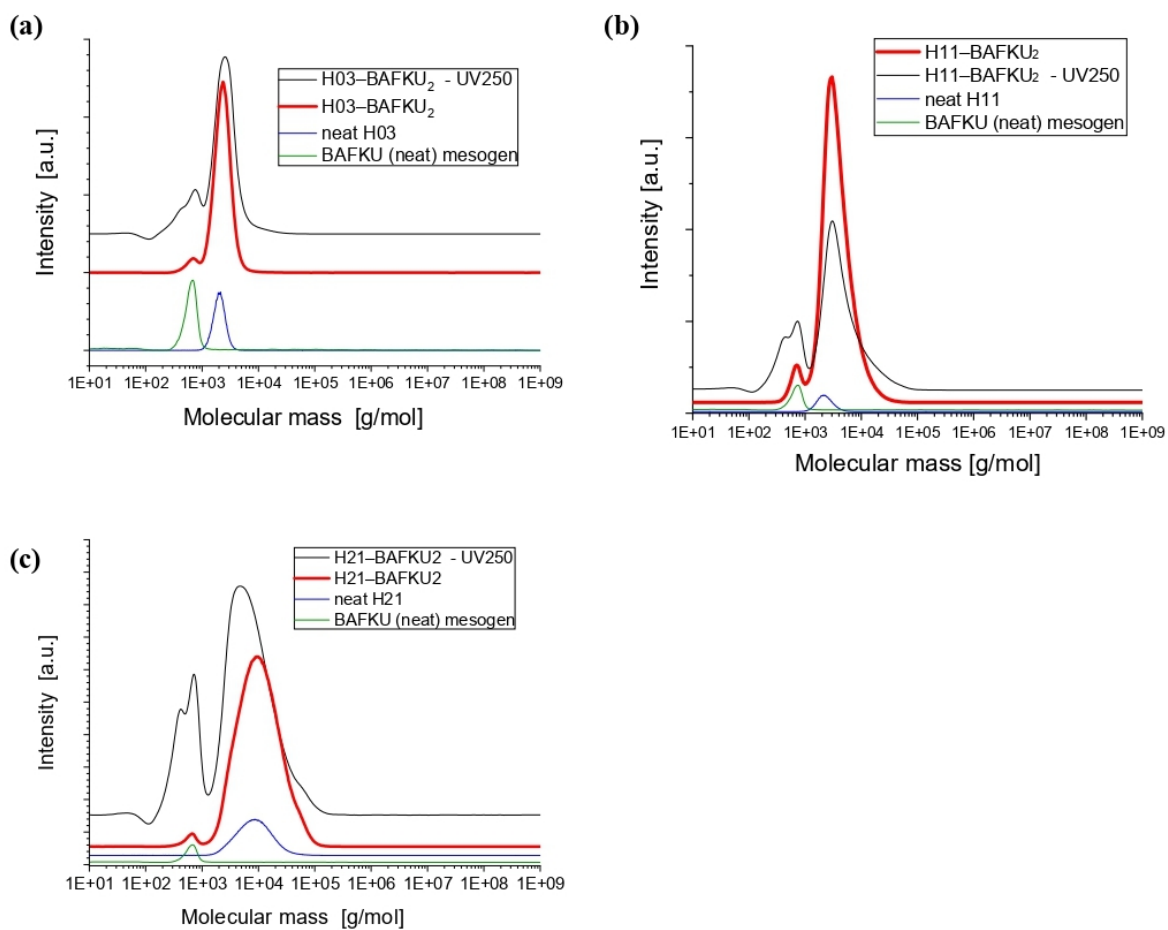 (a)
H03–BAFKU₂ - UV250
H03–BAFKU₂
neat H03
BAFKU (neat) mesogen
Intensity [a.u.]
1E+01 1E+02 1E+03 1E+04 1E+05 1E+06 1E+07 1E+08 1E+09
Molecular mass [g/mol]
(b)
H11–BAFKU₂
H11–BAFKU₂ - UV250
neat H11
BAFKU (neat) mesogen
Intensity [a.u.]
1E+01 1E+02 1E+03 1E+04 1E+05 1E+06 1E+07 1E+08 1E+09
Molecular mass [g/mol]
(c)
H21–BAFKU2 - UV250
H21–BAFKU2
neat H21
BAFKU (neat) mesogen
Intensity [a.u.]
1E+01 1E+02 1E+03 1E+04 1E+05 1E+06 1E+07 1E+08 1E+09
Molecular mass [g/mol]